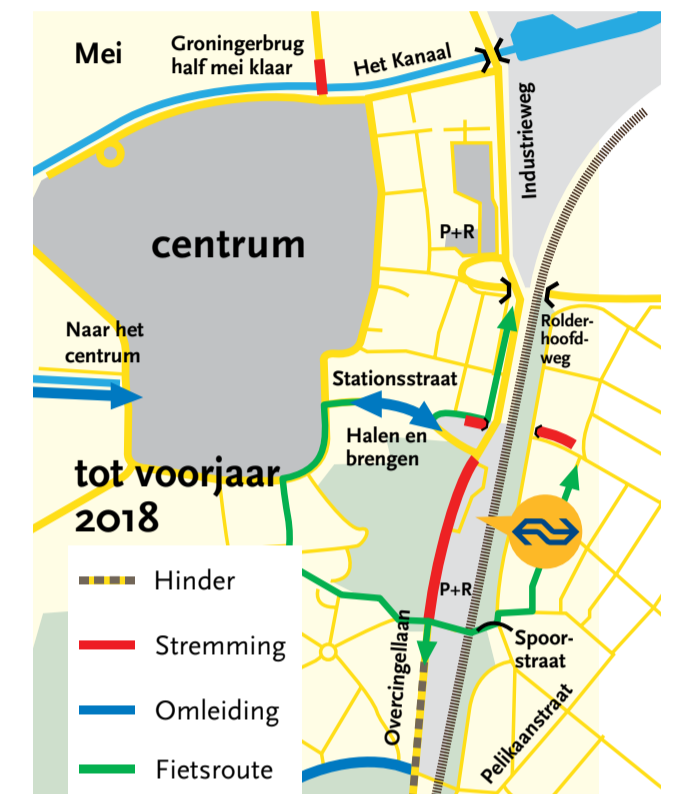 Mei
Groningerbrug
half mei klaar
Het Kanaal
Industrieweg
P+R
centrum
Rolder-
hoofd-
weg
Naar het
centrum
Stationsstraat
Halen en
brengen
tot voorjaar
2018
Hinder
Stremming
Omleiding
Fietsroute
P+R
Overcingellaan
Spoor-
straat
Pelikaanstraat